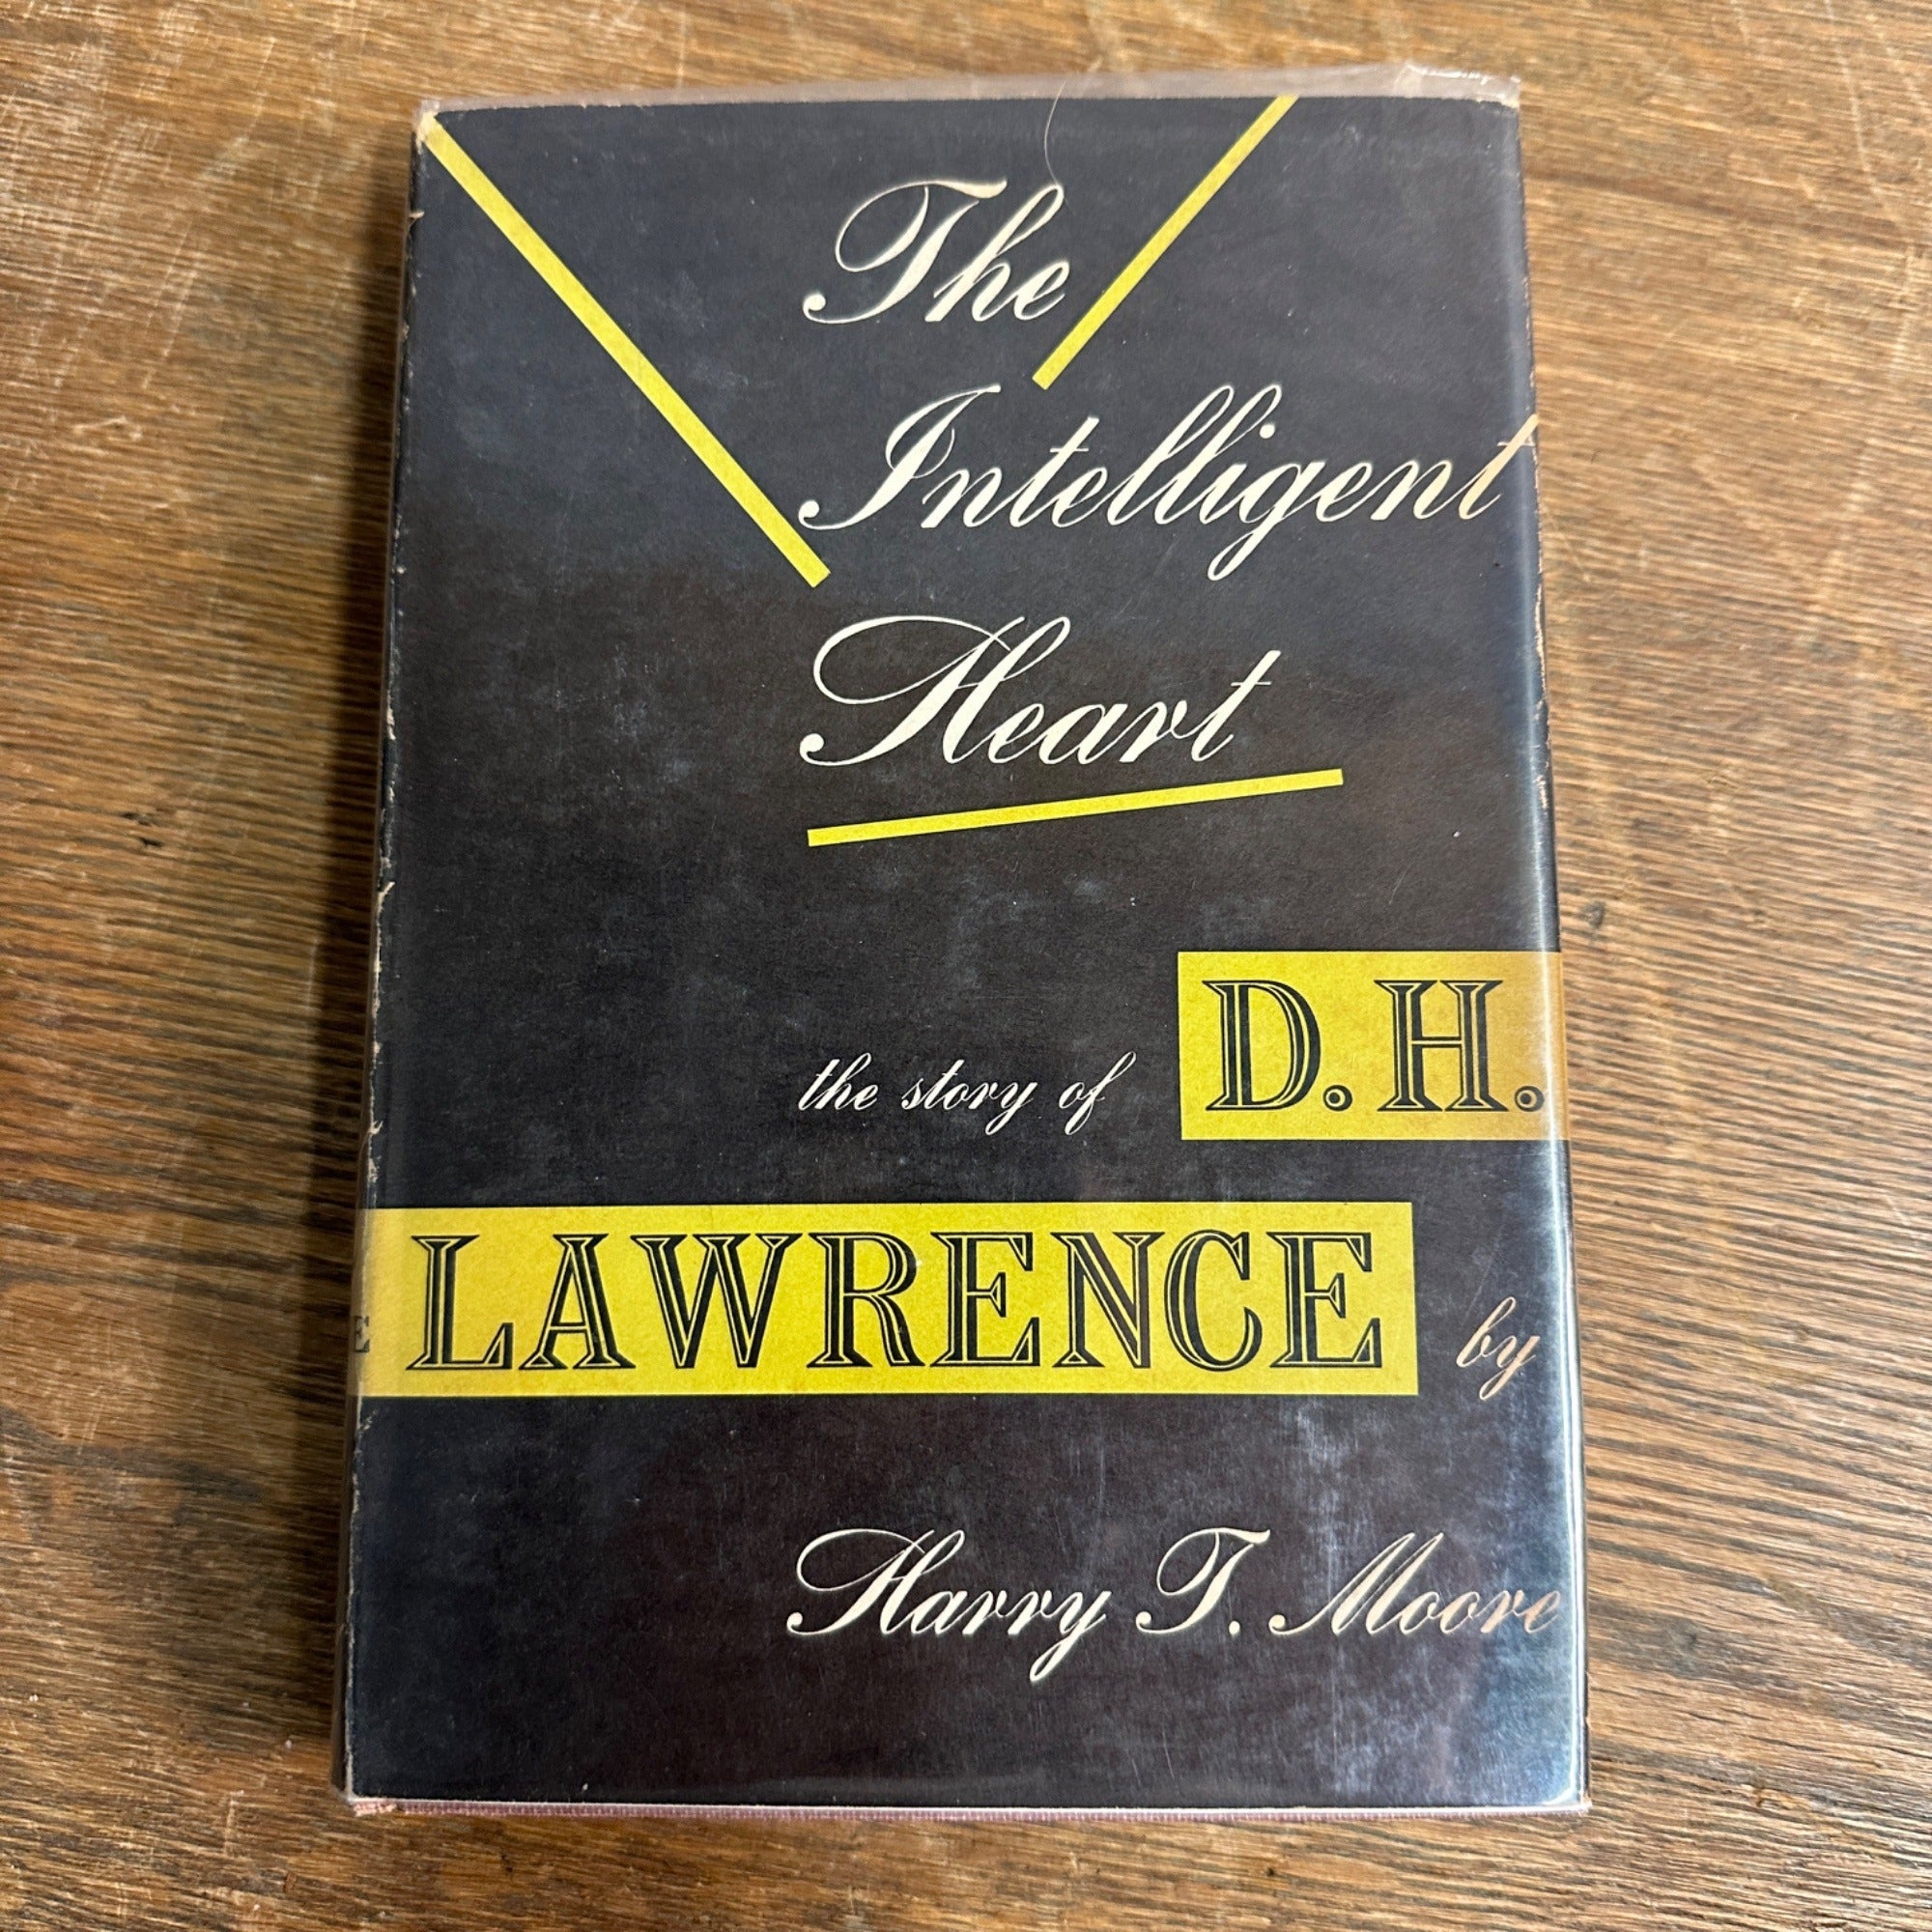 The
Intelligent
Heart
the story of D.H.
LAWRENCE by
Harry T. Moore